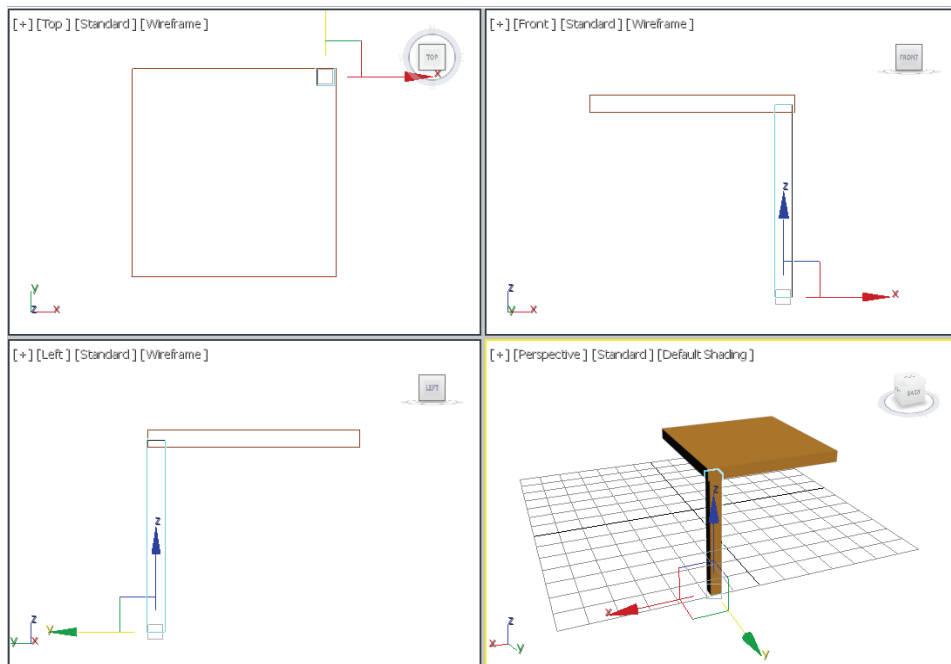 [+] [Top] [Standard] [Wireframe]
TOP
x
y
z x
[+] [Front] [Standard] [Wireframe]
FRONT
z
x
z
y x
[+] [Left] [Standard] [Wireframe]
LEFT
z
y
z
y x
[+] [Perspective] [Standard] [Default Shading]
BACK
z
x
y
z
x y